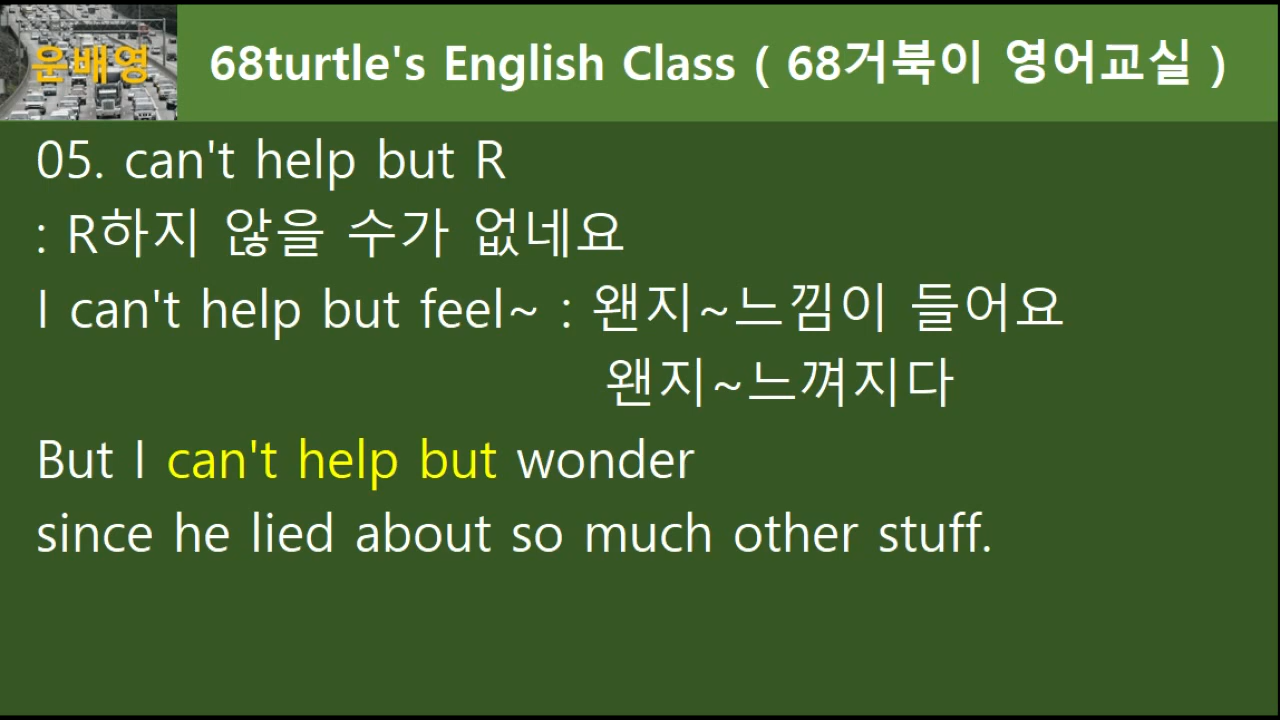 운배영
68turtle's English Class ( 68거북이 영어교실 )
05. can't help but R
: R하지 않을 수가 없네요
I can't help but feel~ : 왠지~느낌이 들어요
왠지~느껴지다
But I can't help but wonder
since he lied about so much other stuff.